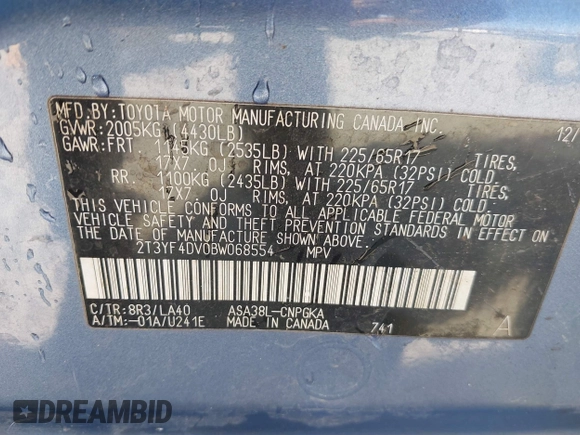 MFD.BY:TOYOTA MOTOR MANUFACTURING CANADA,INC. 12/
GVWR:2005KG (4430LB)
GAWR:FRT. 1145KG (2535LB) WITH 225/65R17 TIRES,
17X7 0J RIMS, AT 220KPA (32PSI) COLD.
RR. 1100KG (2435LB) WITH 225/65R17 TIRES,
17X7 0J RIMS, AT 220KPA (32PSI) COLD.
THIS VEHICLE CONFORMS TO ALL APPLICABLE FEDERAL MOTOR
VEHICLE SAFETY AND THEFT PREVENTION STANDARDS IN EFFECT ON
THE DATE OF MANUFACTURE SHOWN ABOVE.
2T3YF4DV0BW068554 MPV
C/TR:8R3/LA40 ASA38L-CNPGKA
A/TM:-01A/U241E MADE IN CANADA 741 A
DREAMBID